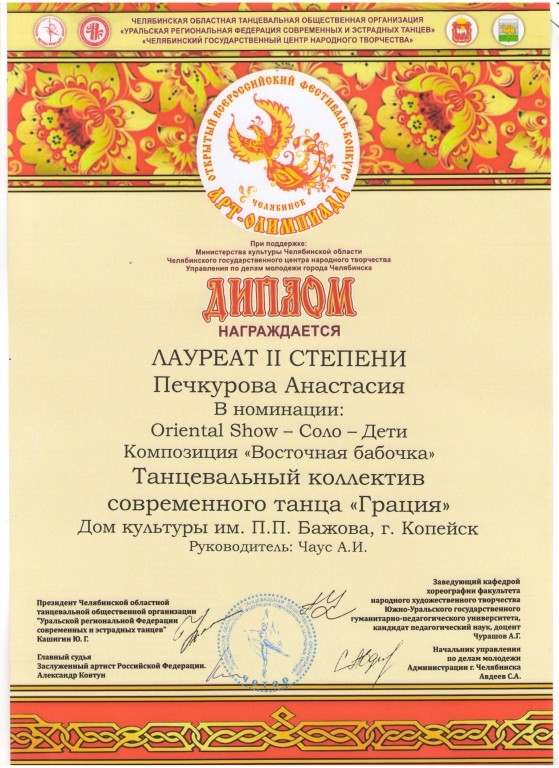 ЧЕЛЯБИНСКАЯ ОБЛАСТНАЯ ТАНЦЕВАЛЬНАЯ ОБЩЕСТВЕННАЯ ОРГАНИЗАЦИЯ
«УРАЛЬСКАЯ РЕГИОНАЛЬНАЯ ФЕДЕРАЦИЯ СОВРЕМЕННЫХ И ЭСТРАДНЫХ ТАНЦЕВ»
«ЧЕЛЯБИНСКИЙ ГОСУДАРСТВЕННЫЙ ЦЕНТР НАРОДНОГО ТВОРЧЕСТВА»
ОТКРЫТЫЙ ВСЕРОССИЙСКИЙ ФЕСТИВАЛЬ-КОНКУРС
ЧЕЛЯБИНСК
АРТ-ОЛИМПИАДА
При поддержке:
Министерства культуры Челябинской области
Челябинского государственного центра народного творчества
Управления по делам молодежи города Челябинска
ДИПЛОМ
НАГРАЖДАЕТСЯ
ЛАУРЕАТ II СТЕПЕНИ
Печкурова Анастасия
В номинации:
Oriental Show – Соло – Дети
Композиция «Восточная бабочка»
Танцевальный коллектив
современного танца «Грация»
Дом культуры им. П.П. Бажова, г. Копейск
Руководитель: Чаус А.И.
Президент Челябинской областной
танцевальной общественной организации
"Уральской региональной Федерации
современных и эстрадных танцев"
Кашигин Ю. Г.
Главный судья
Заслуженный артист Российской Федерации.
Александр Ковтун
Заведующий кафедрой
хореографии факультета
народного художественного творчества
Южно-Уральского государственного
гуманитарно-педагогического университета,
кандидат педагогический наук, доцент
Чурашов А.Г.
Начальник управления
по делам молодежи
Администрации г. Челябинска
Авдеев С.А.